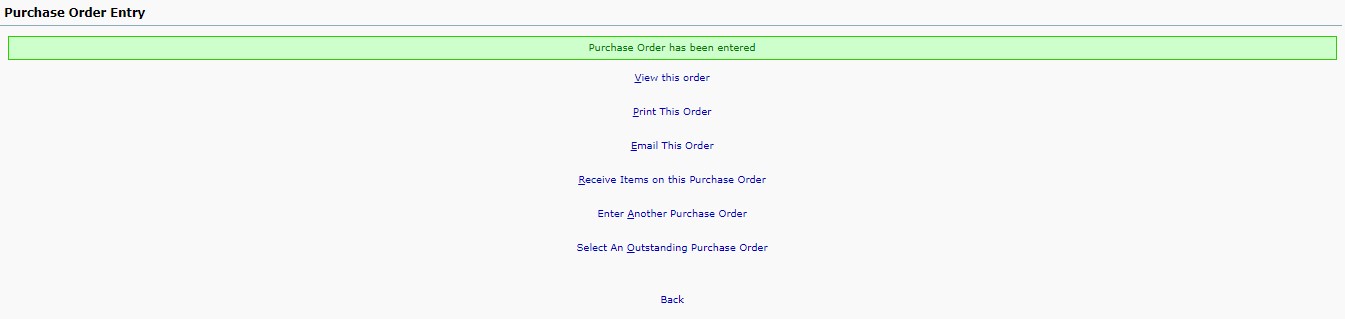 Purchase Order Entry
Purchase Order has been entered
View this order
Print This Order
Email This Order
Receive Items on this Purchase Order
Enter Another Purchase Order
Select An Outstanding Purchase Order
Back